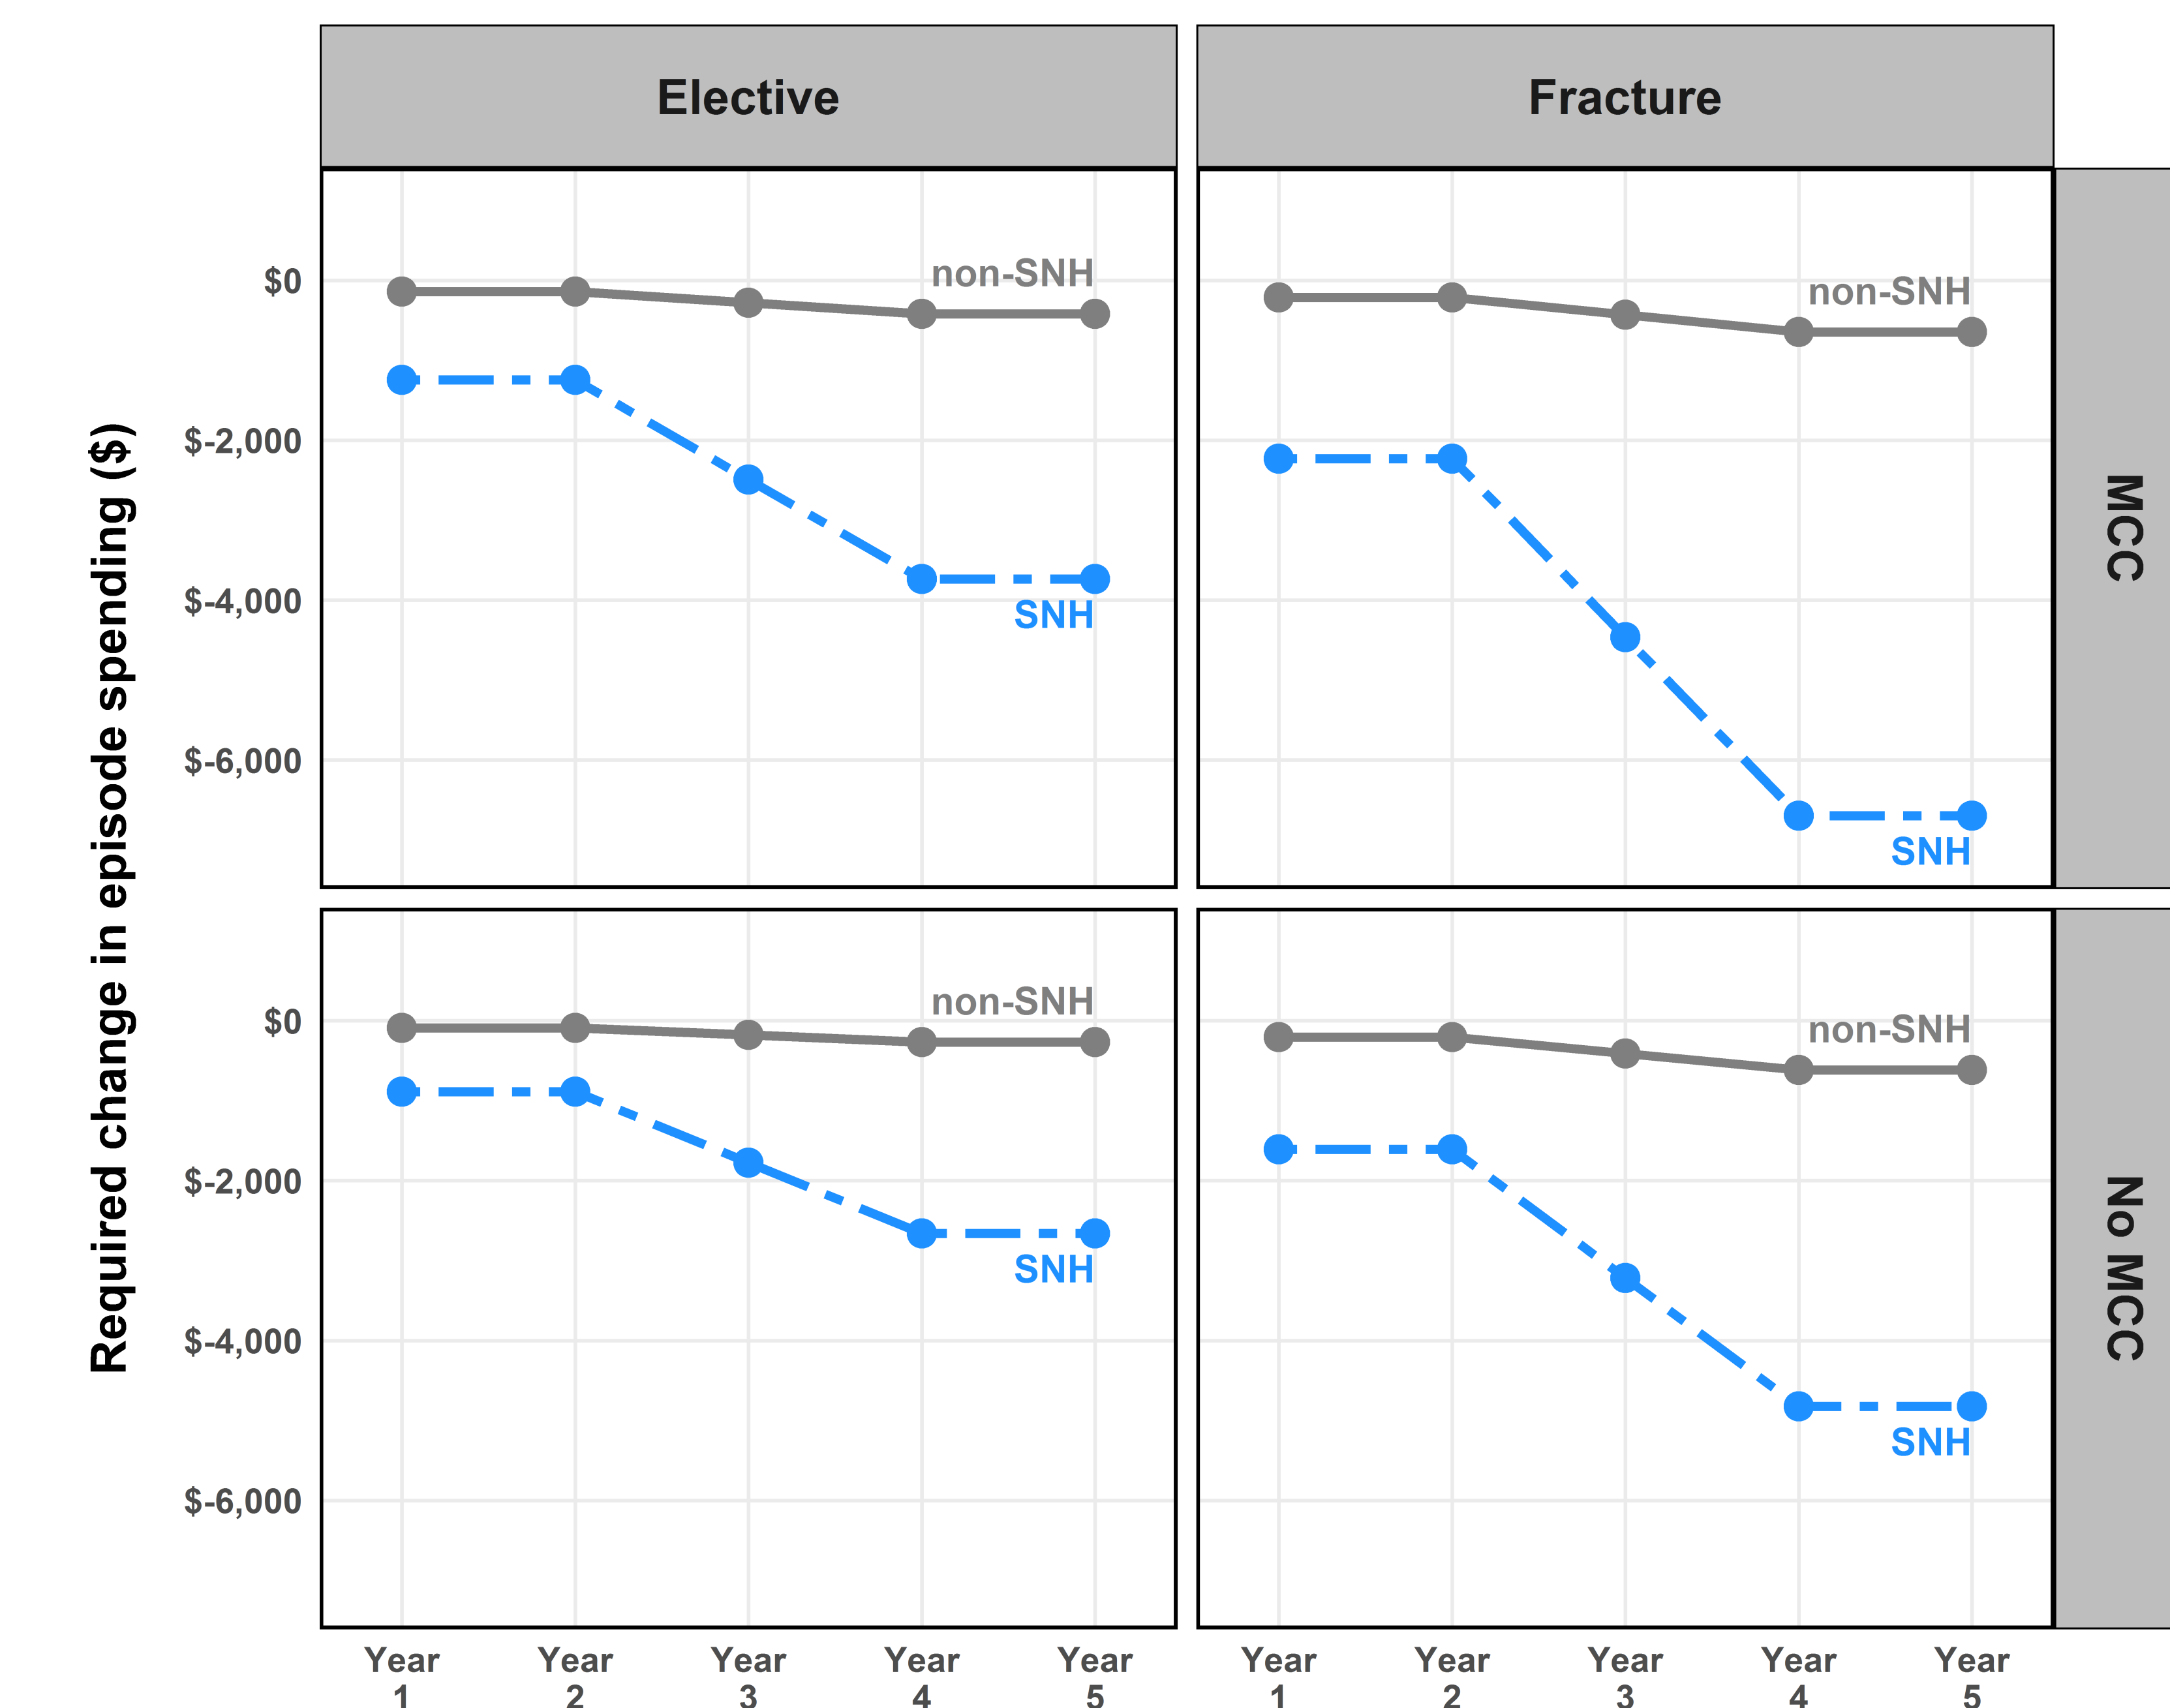 Elective
Fracture
Required change in episode spending ($)
$0
$-2,000
$-4,000
$-6,000
non-SNH
SNH
non-SNH
SNH
MCC
$0
$-2,000
$-4,000
$-6,000
non-SNH
SNH
non-SNH
SNH
No MCC
Year Year Year Year Year Year Year Year Year Year
1 2 3 4 5 1 2 3 4 5